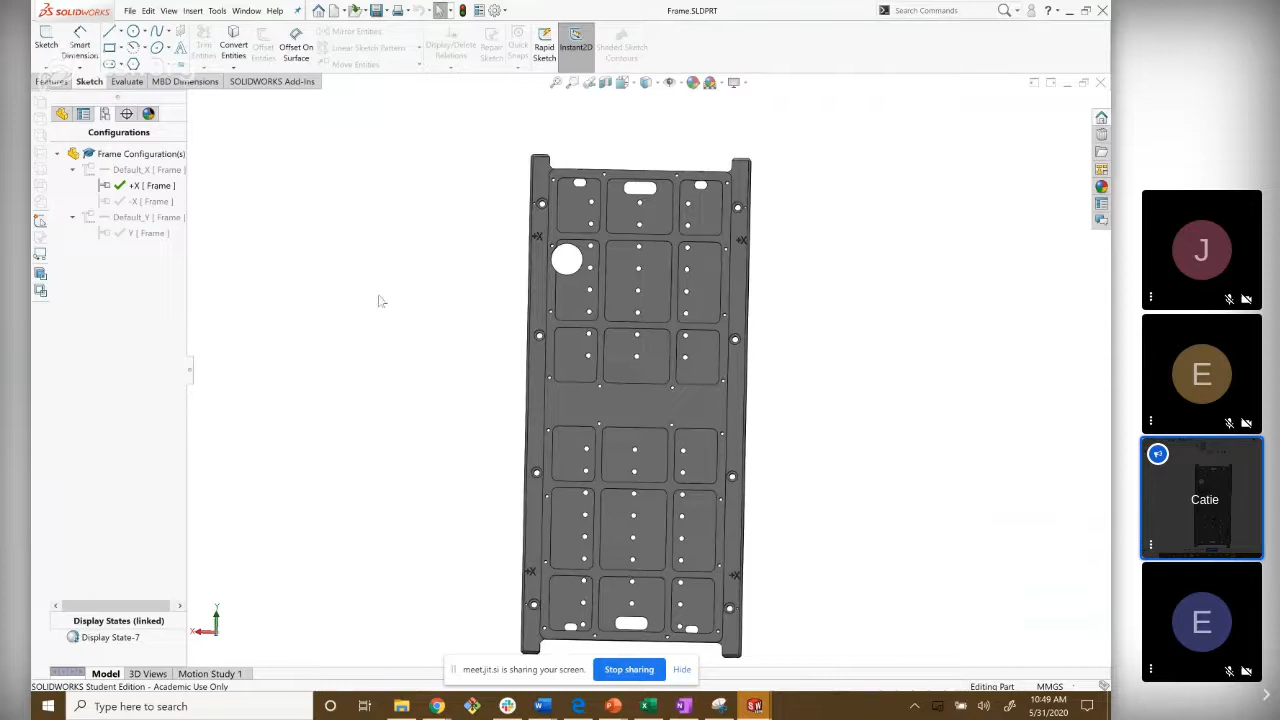 SOLIDWORKS File Edit View Insert Tools Window Help Frame.SLDPRT Search Commands
Sketch Smart Dimension Trim Entities Convert Entities Offset Entities Offset On Surface Mirror Entities Linear Sketch Pattern Move Entities Display/Delete Relations Repair Sketch Quick Snaps Rapid Sketch Instant2D Shaded Sketch Contours
Features Sketch Evaluate MBD Dimensions SOLIDWORKS Add-Ins
Configurations
Frame Configuration(s)
Default_X [ Frame ]
+X [ Frame ]
-X [ Frame ]
Default_Y [ Frame ]
Y [ Frame ]
+X +X
+X +X
Y
X
Display States (linked)
Display State-7
Model 3D Views Motion Study 1
meet.jit.si is sharing your screen. Stop sharing Hide
SOLIDWORKS Student Edition - Academic Use Only Editing Part MMGS
Type here to search
10:49 AM
5/31/2020
J
E
Catie
E